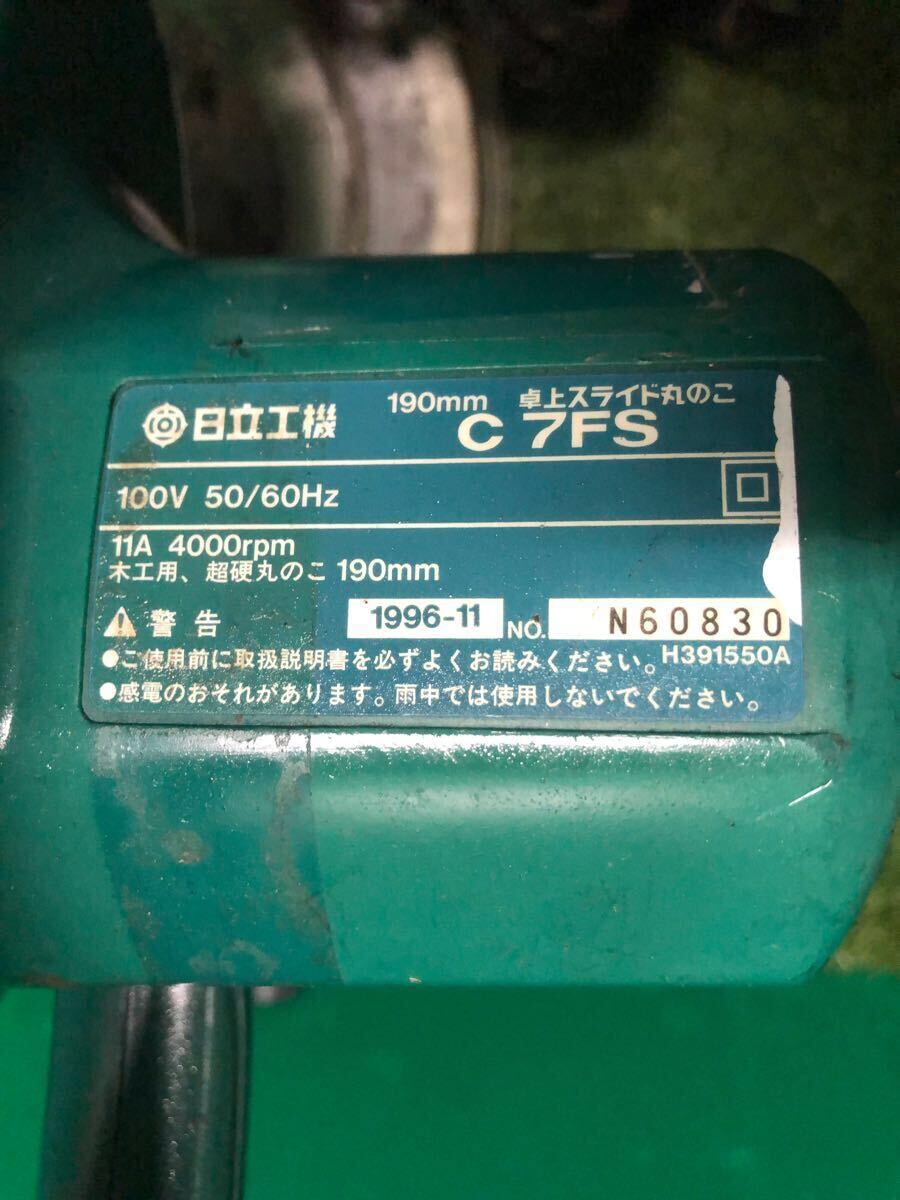 日立工機 190mm 卓上スライド丸のこ
C 7FS
100V 50/60Hz
11A 4000rpm
木工用、超硬丸のこ 190mm
警告 1996-11 NO. N60830
●ご使用前に取扱説明書を必ずよくお読みください。H391550A
●感電のおそれがあります。雨中では使用しないでください。